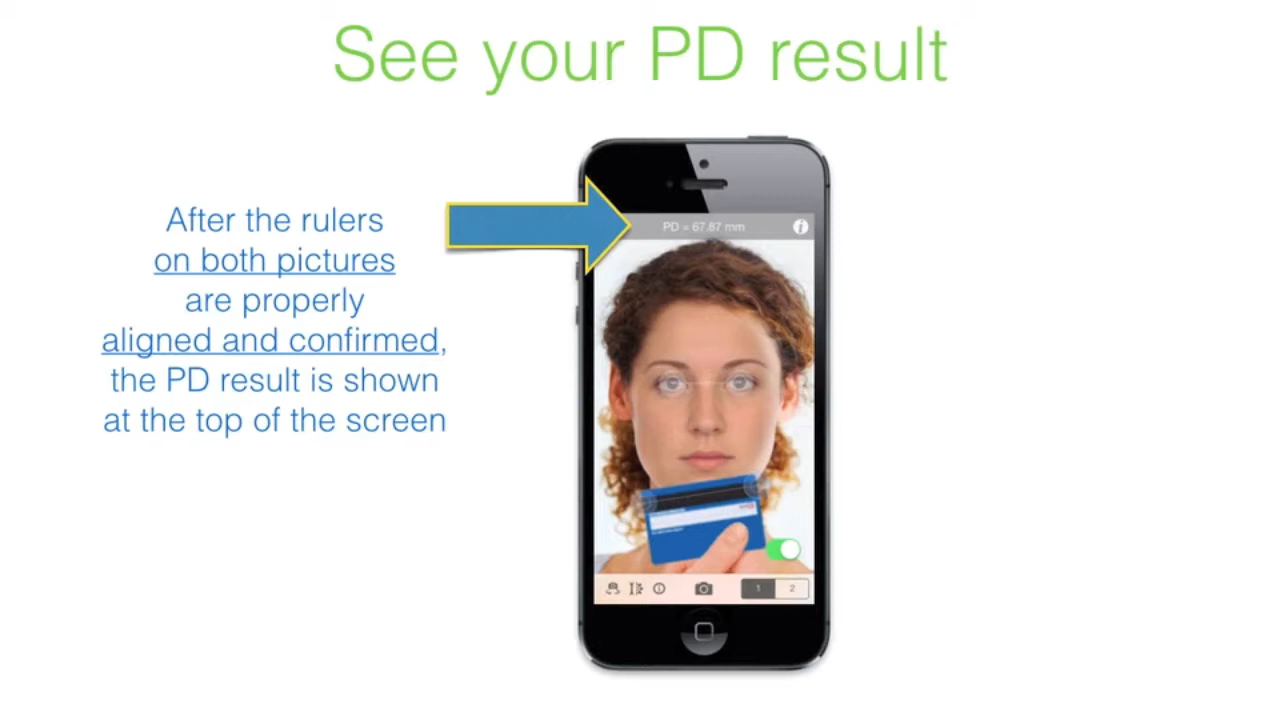 See your PD result
After the rulers
on both pictures
are properly
aligned and confirmed,
the PD result is shown
at the top of the screen
PD = 67.87 mm
1 2